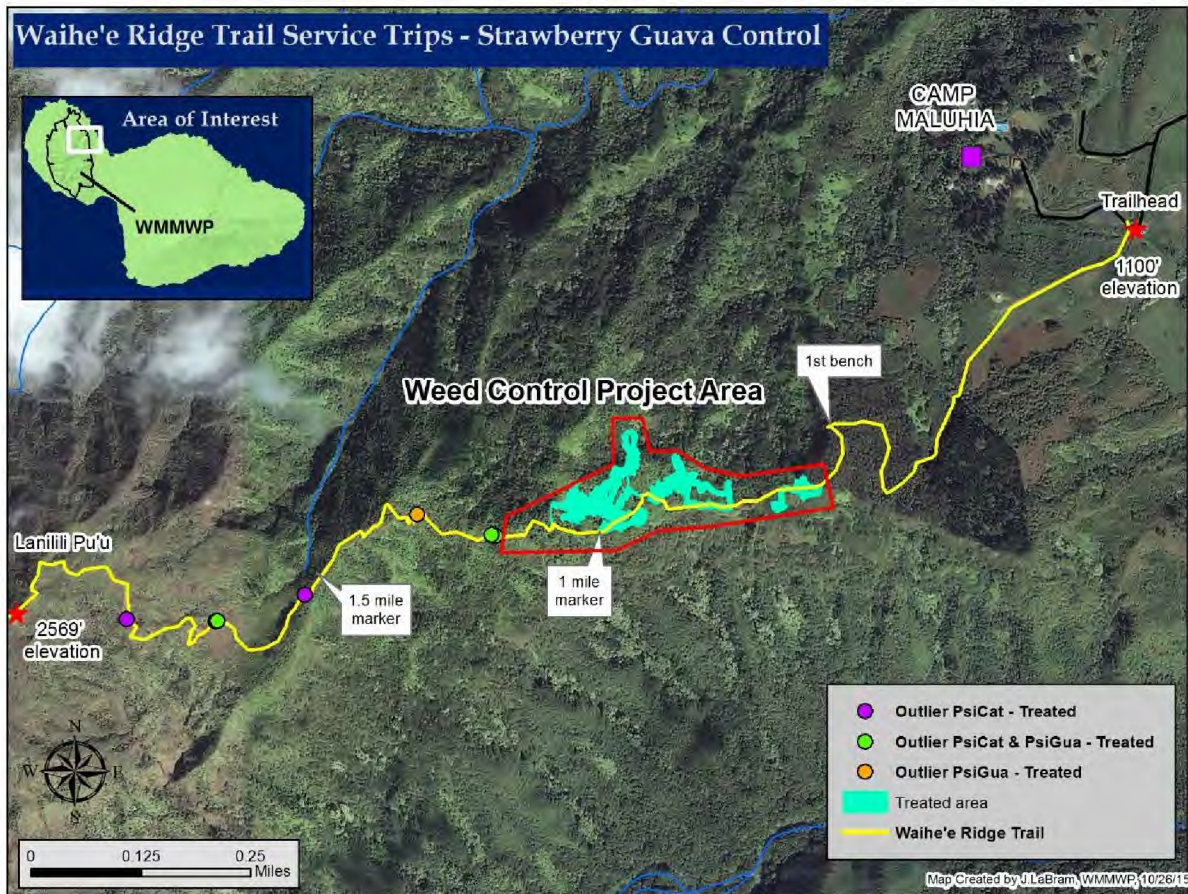 Waihe'e Ridge Trail Service Trips - Strawberry Guava Control
Area of Interest
WMMWP
CAMP
MALUHIA
Trailhead
1100'
elevation
1st bench
Weed Control Project Area
Lanilili Pu'u
2569'
elevation
1.5 mile
marker
1 mile
marker
N
W
E
S
0
0.125
0.25
Miles
Outlier PsiCat - Treated
Outlier PsiCat & PsiGua - Treated
Outlier PsiGua - Treated
Treated area
Waihe'e Ridge Trail
Map Created by J.LaBram, WMMWP, 10/26/15